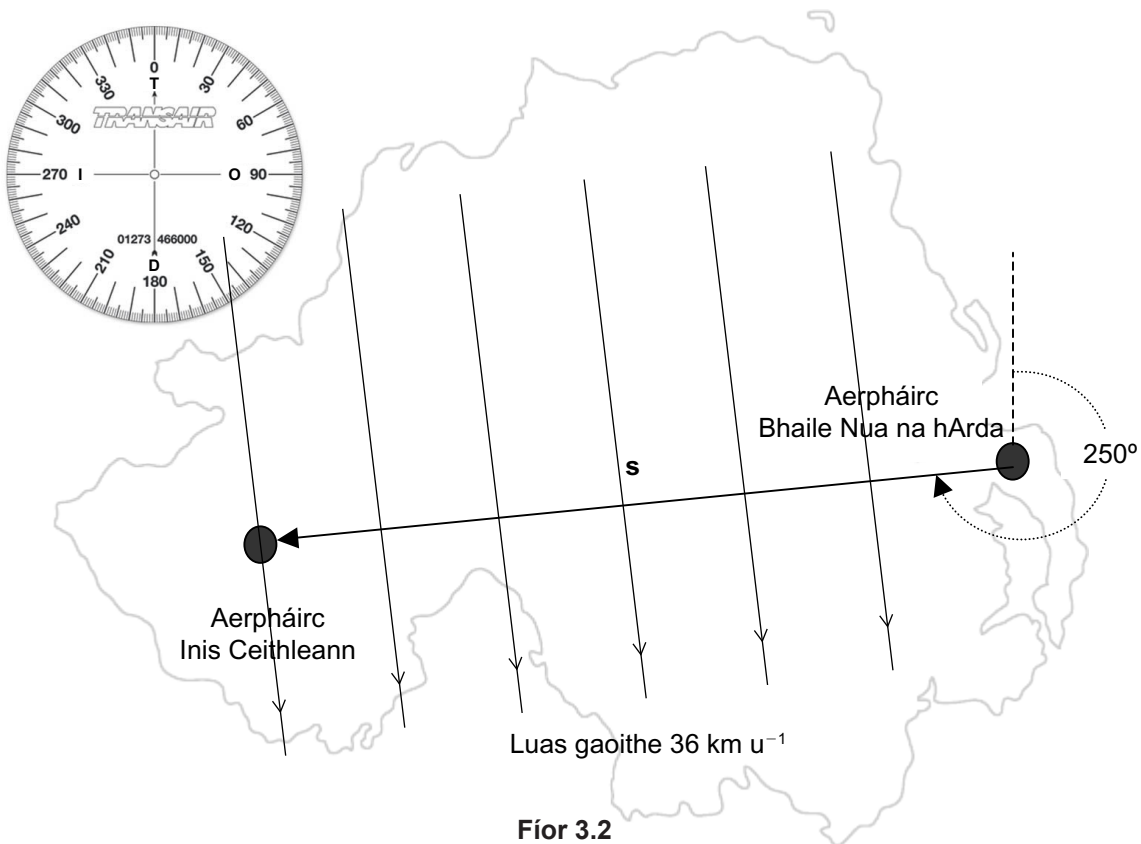 0
T
30
60
O 90
120
150
D
180
210
240
270 I
300
330
TRANSAIR
01273 466000
Aerpháirc
Bhaile Nua na hArda
250º
s
Aerpháirc
Inis Ceithleann
Luas gaoithe 36 km u⁻¹
Fíor 3.2